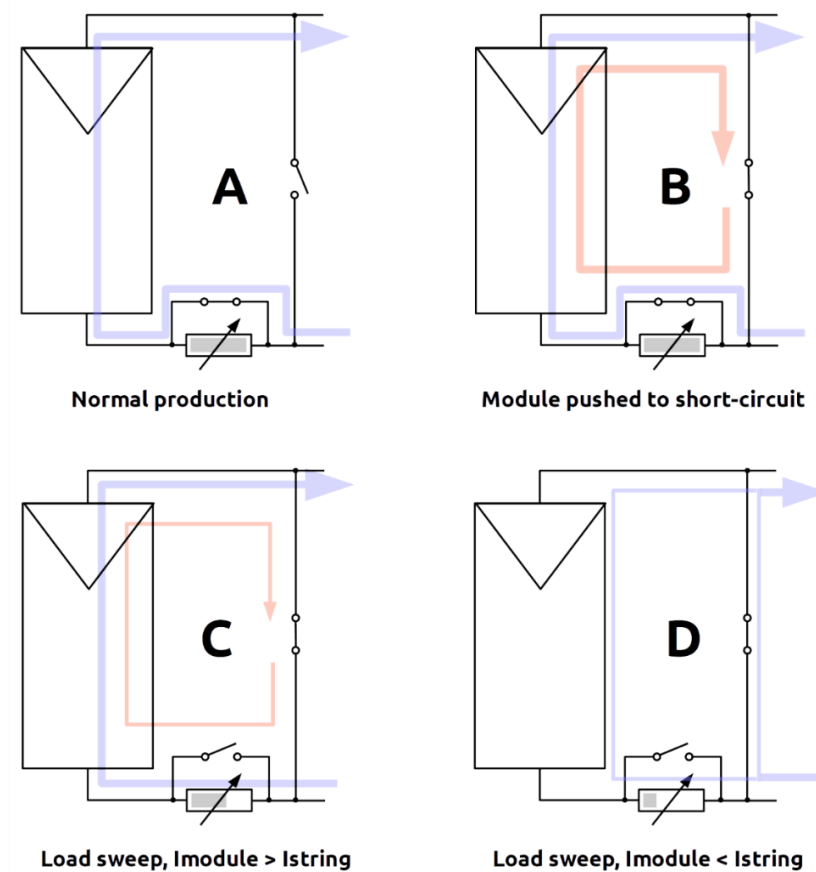 A
Normal production
B
Module pushed to short-circuit
C
Load sweep, Imodule > Istring
D
Load sweep, Imodule < Istring